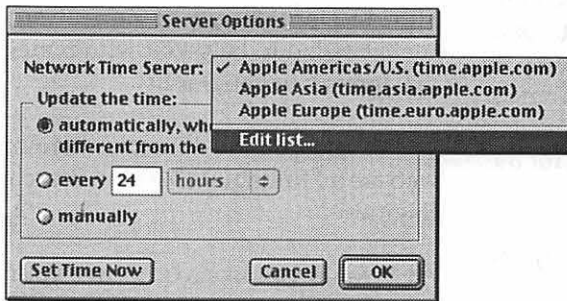 Server Options
Network Time Server:
✓ Apple Americas/U.S. (time.apple.com)
Apple Asia (time.asia.apple.com)
Apple Europe (time.euro.apple.com)
Edit list...
Update the time:
automatically, wh
different from the
every 24 hours
manually
Set Time Now
Cancel
OK